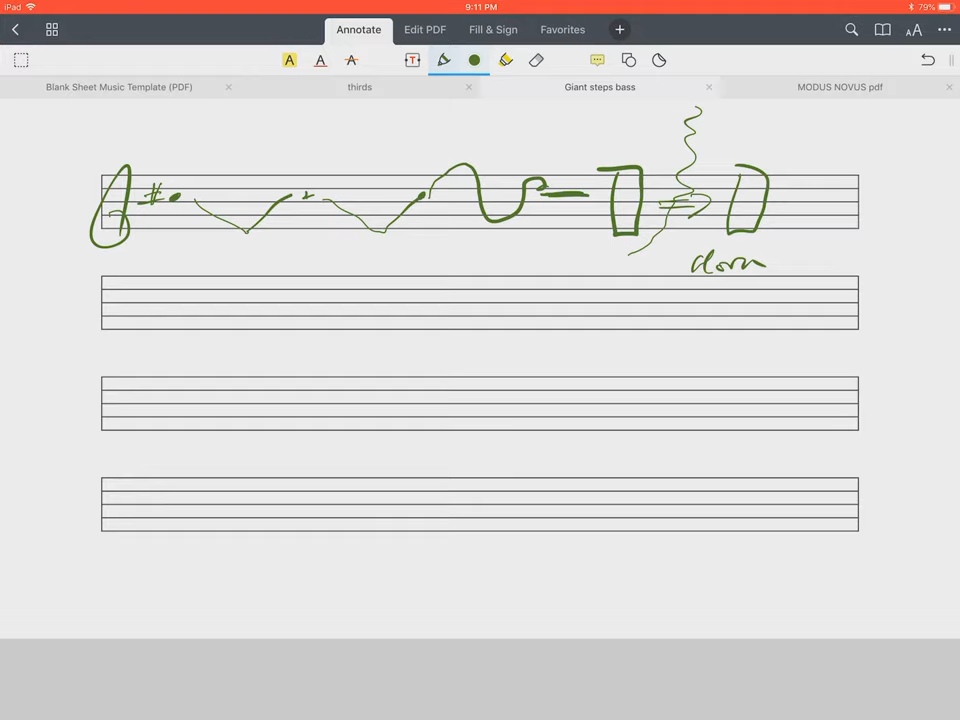 iPad 9:11 PM 79%
Annotate Edit PDF Fill & Sign Favorites + AA
A A A T
Blank Sheet Music Template (PDF) × thirds × Giant steps bass × MODUS NOVUS pdf ×
#